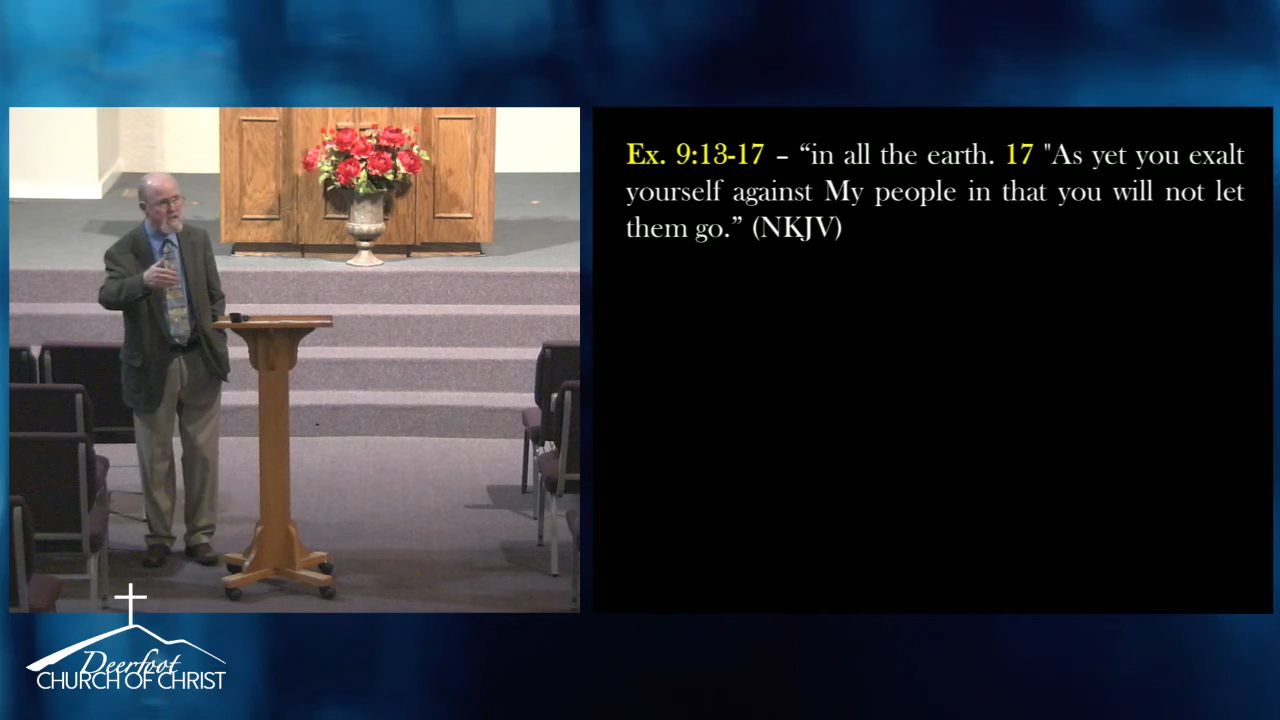 Ex. 9:13-17 – “in all the earth. 17 "As yet you exalt
yourself against My people in that you will not let
them go.” (NKJV)
Deerfoot
CHURCH OF CHRIST